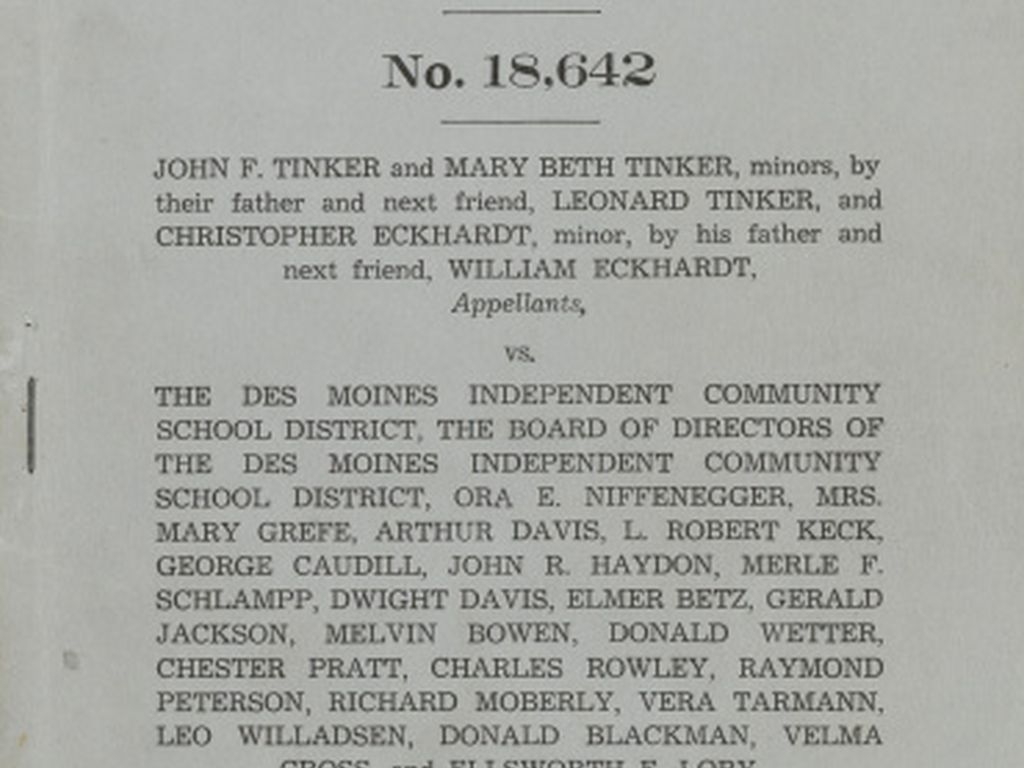 No. 18,642
JOHN F. TINKER and MARY BETH TINKER, minors, by
their father and next friend, LEONARD TINKER, and
CHRISTOPHER ECKHARDT, minor, by his father and
next friend, WILLIAM ECKHARDT,
Appellants,
vs.
THE DES MOINES INDEPENDENT COMMUNITY
SCHOOL DISTRICT, THE BOARD OF DIRECTORS OF
THE DES MOINES INDEPENDENT COMMUNITY
SCHOOL DISTRICT, ORA E. NIFFENEGGER, MRS.
MARY GREFE, ARTHUR DAVIS, L. ROBERT KECK,
GEORGE CAUDILL, JOHN R. HAYDON, MERLE F.
SCHLAMPP, DWIGHT DAVIS, ELMER BETZ, GERALD
JACKSON, MELVIN BOWEN, DONALD WETTER,
CHESTER PRATT, CHARLES ROWLEY, RAYMOND
PETERSON, RICHARD MOBERLY, VERA TARMANN,
LEO WILLADSEN, DONALD BLACKMAN, VELMA
CROSS, and ELLSWORTH E. LORY